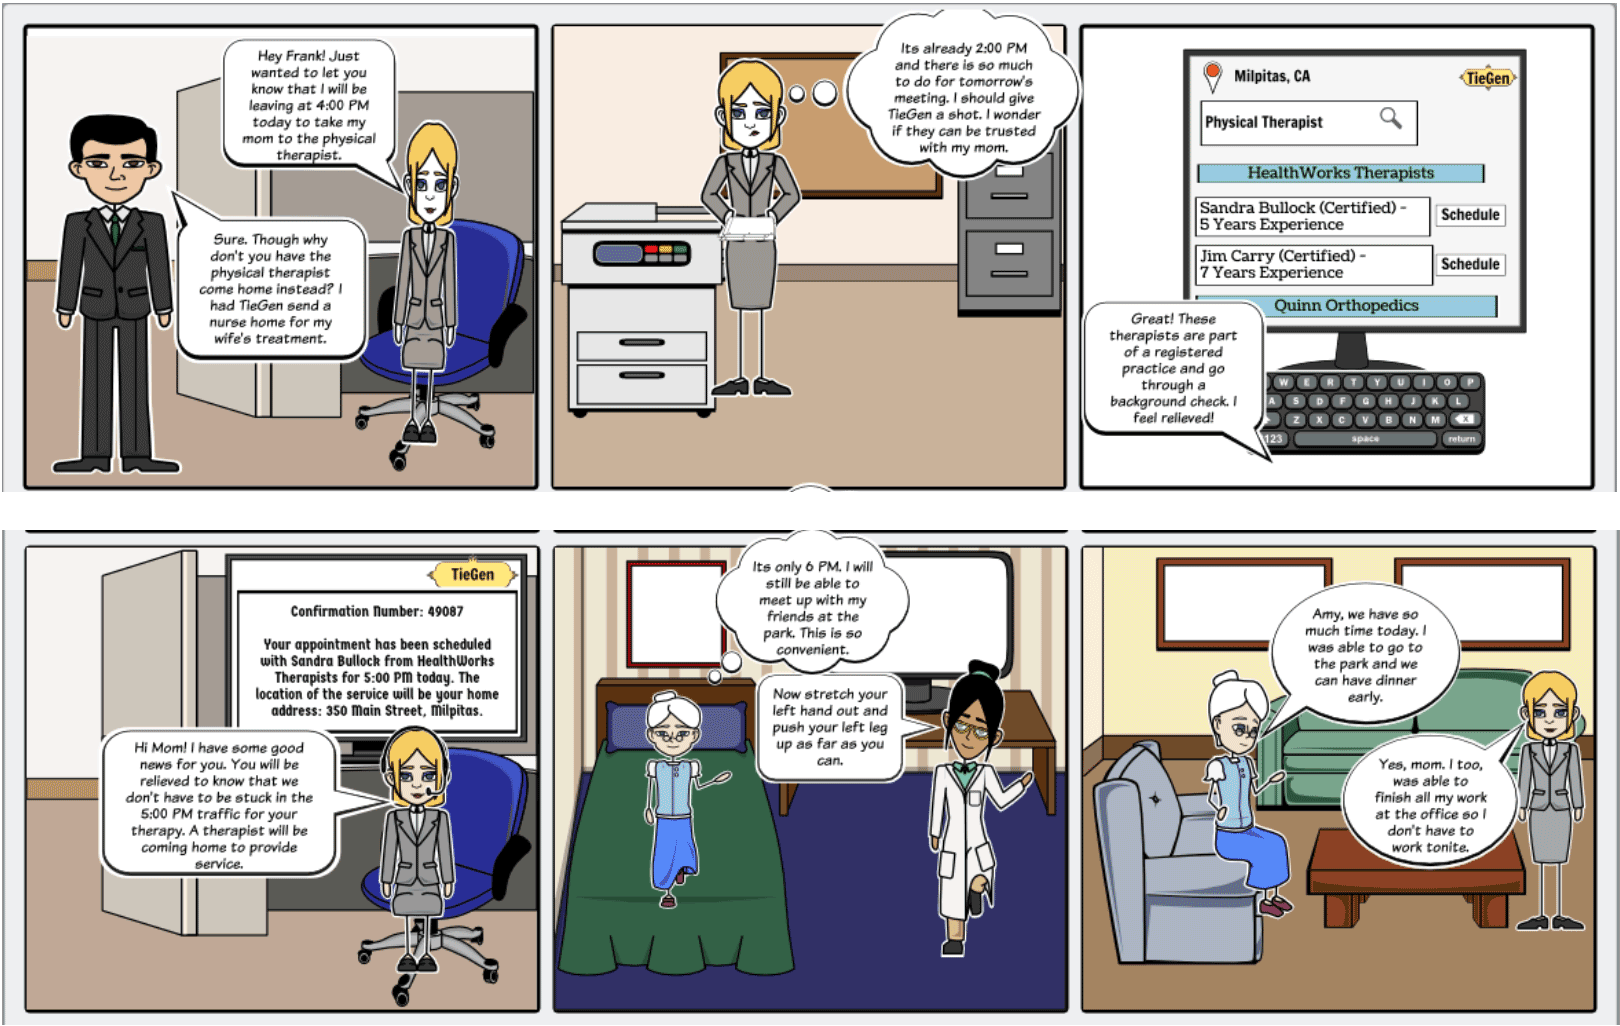 Hey Frank! Just
wanted to let you
know that I will be
leaving at 4:00 PM
today to take my
mom to the physical
therapist.
Sure. Though why
don't you have the
physical therapist
come home instead? I
had TieGen send a
nurse home for my
wife's treatment.
Its already 2:00 PM
and there is so much
to do for tomorrow's
meeting. I should give
TieGen a shot. I wonder
if they can be trusted
with my mom.
Milpitas, CA
TieGen
Physical Therapist
HealthWorks Therapists
Sandra Bullock (Certified) -
5 Years Experience
Schedule
Jim Carry (Certified) -
7 Years Experience
Schedule
Quinn Orthopedics
Great! These
therapists are part
of a registered
practice and go
through a
background check. I
feel relieved!
W E R T Y U I O P
A S D F G H J K L
Z X C V B N M
123 space return
TieGen
Confirmation Number: 49087
Your appointment has been scheduled
with Sandra Bullock from HealthWorks
Therapists for 5:00 PM today. The
location of the service will be your home
address: 350 Main Street, Milpitas.
Hi Mom! I have some good
news for you. You will be
relieved to know that we
don't have to be stuck in the
5:00 PM traffic for your
therapy. A therapist will be
coming home to provide
service.
Its only 6 PM. I will
still be able to
meet up with my
friends at the
park. This is so
convenient.
Now stretch your
left hand out and
push your left leg
up as far as you
can.
Amy, we have so
much time today. I
was able to go to
the park and we
can have dinner
early.
Yes, mom. I too,
was able to
finish all my work
at the office so I
don't have to
work tonite.